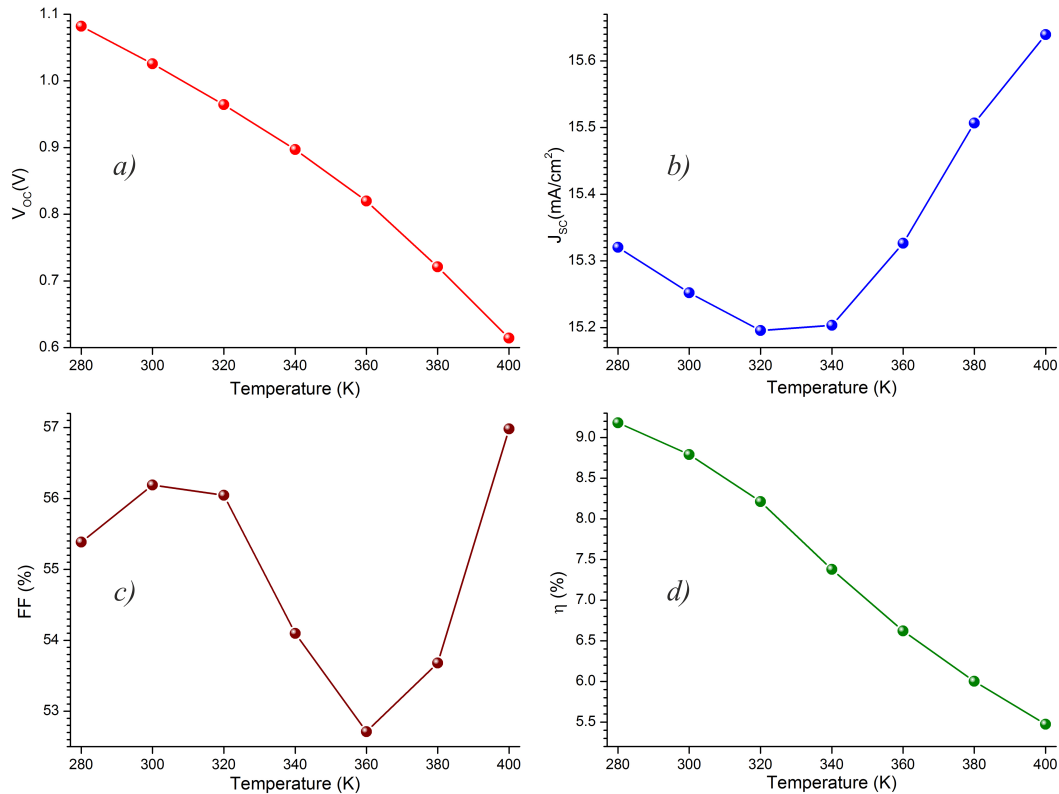 1.1
1.0
0.9
0.8
0.7
0.6
V_OC(V)
a)
280 300 320 340 360 380 400
Temperature (K)
15.6
15.5
15.4
15.3
15.2
J_SC(mA/cm²)
b)
280 300 320 340 360 380 400
Temperature (K)
57
56
55
54
53
FF (%)
c)
280 300 320 340 360 380 400
Temperature (K)
9.0
8.5
8.0
7.5
7.0
6.5
6.0
5.5
η (%)
d)
280 300 320 340 360 380 400
Temperature (K)